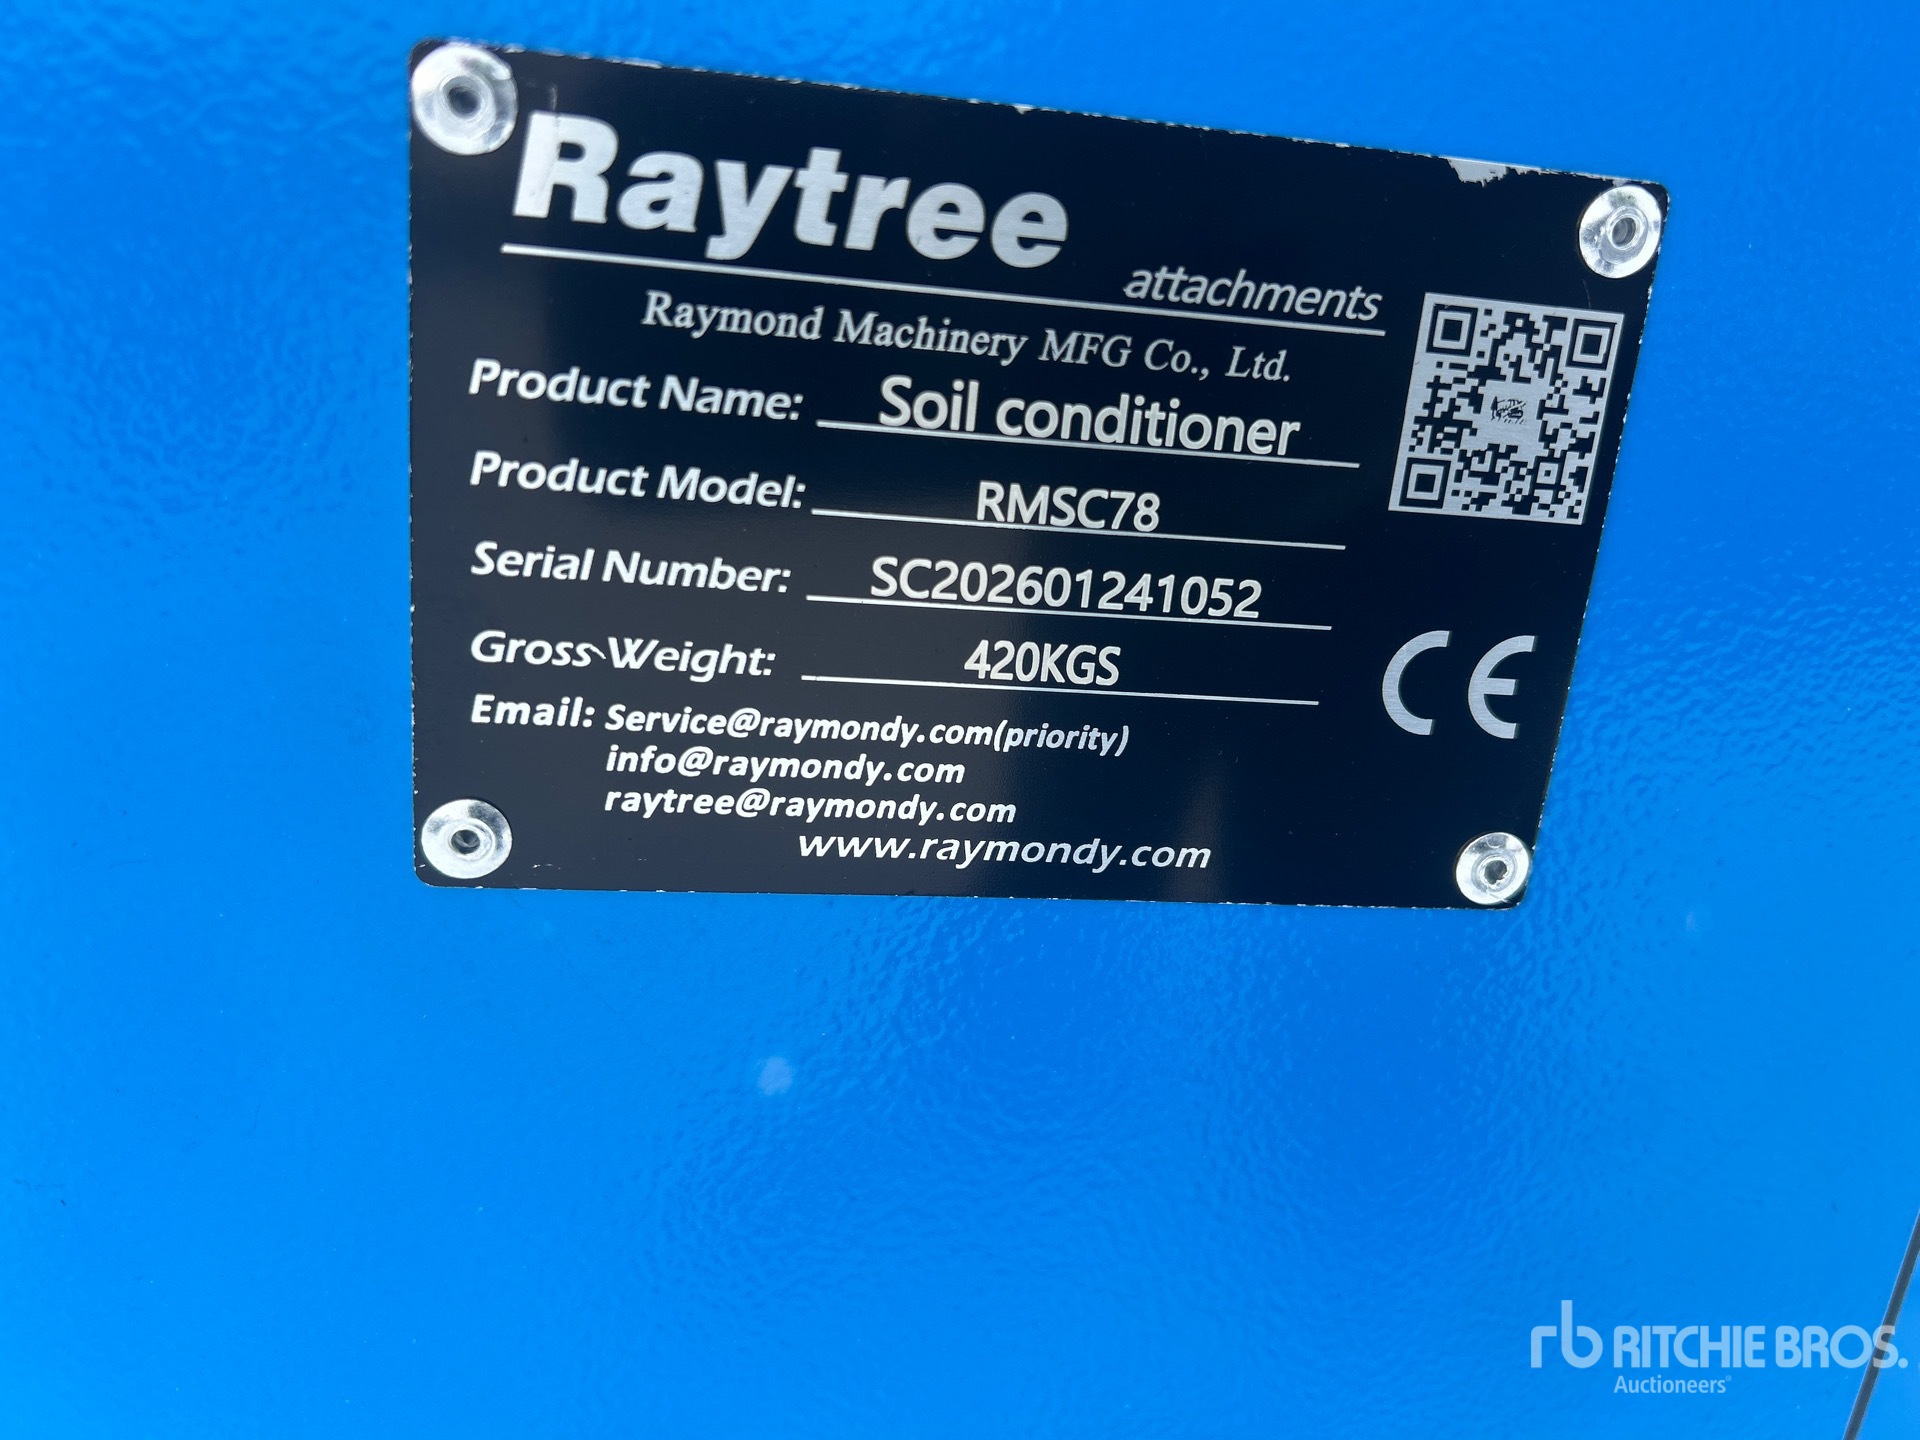 Raytree
attachments
Raymond Machinery MFG Co., Ltd.
Product Name: Soil conditioner
Product Model: RMSC78
Serial Number: SC202601241052
Gross Weight: 420KGS
Email: Service@raymondy.com(priority)
info@raymondy.com
raytree@raymondy.com
www.raymondy.com
CE
rb RITCHIE BROS.
Auctioneers®